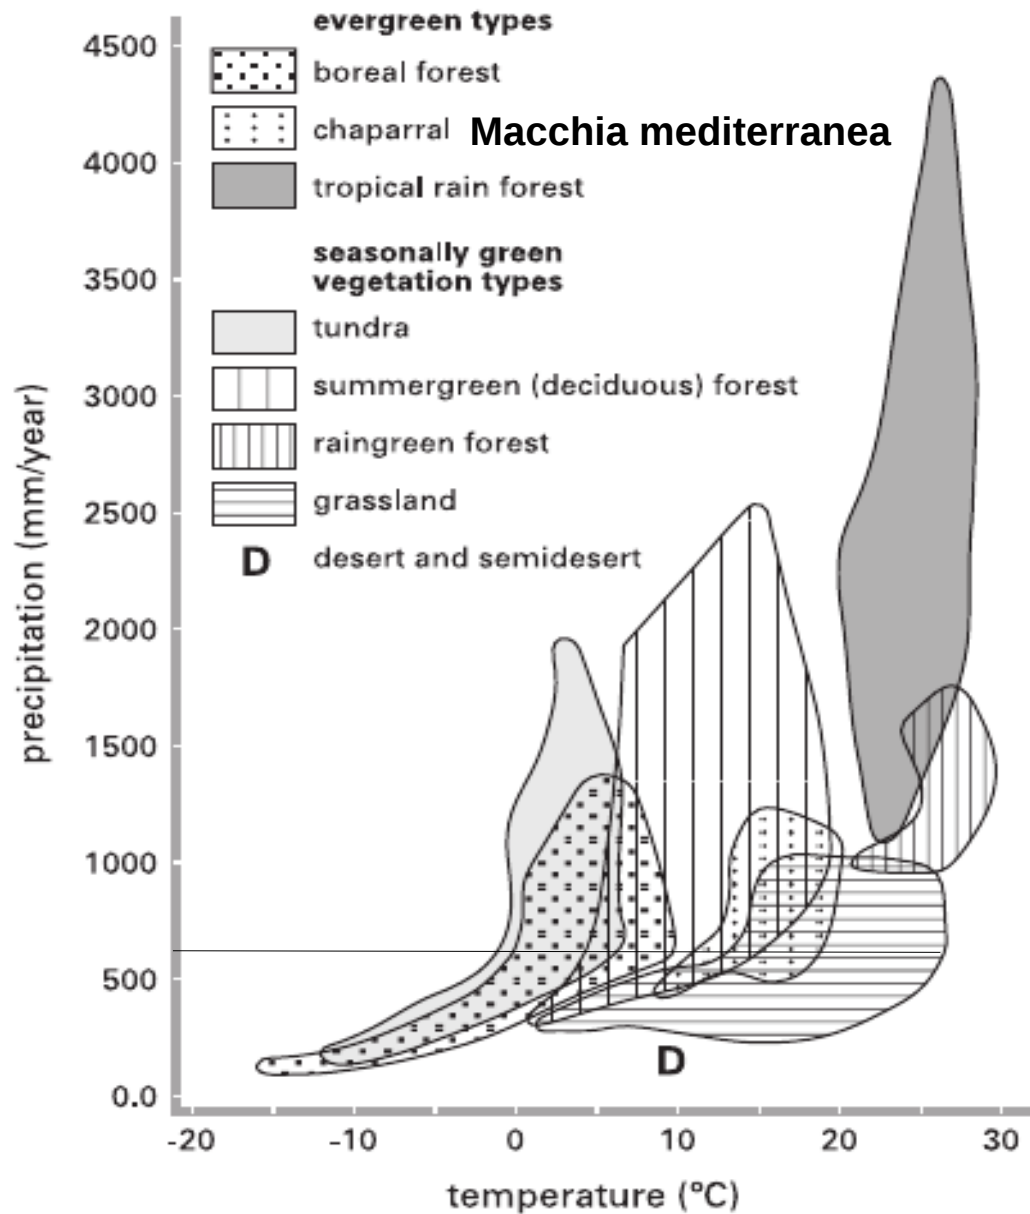 evergreen types
boreal forest
chaparral Macchia mediterranea
tropical rain forest
seasonally green
vegetation types
tundra
summergreen (deciduous) forest
raingreen forest
grassland
D desert and semidesert
precipitation (mm/year)
4500
4000
3500
3000
2500
2000
1500
1000
500
0.0
D
-20 -10 0 10 20 30
temperature (°C)